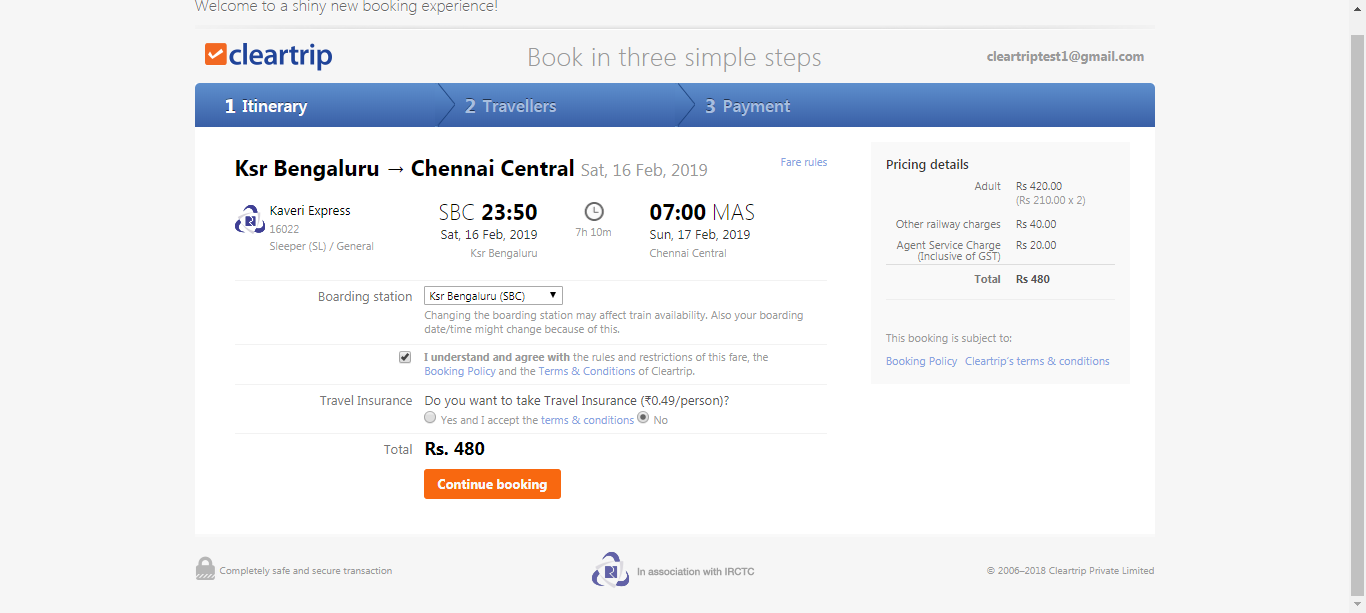 Welcome to a shiny new booking experience!
cleartrip
Book in three simple steps
cleartriptest1@gmail.com
1 Itinerary
2 Travellers
3 Payment
Ksr Bengaluru → Chennai Central Sat, 16 Feb, 2019
Fare rules
Kaveri Express
16022
Sleeper (SL) / General
SBC 23:50
Sat, 16 Feb, 2019
Ksr Bengaluru
7h 10m
07:00 MAS
Sun, 17 Feb, 2019
Chennai Central
Boarding station
Ksr Bengaluru (SBC)
Changing the boarding station may affect train availability. Also your boarding
date/time might change because of this.
I understand and agree with the rules and restrictions of this fare, the
Booking Policy and the Terms & Conditions of Cleartrip.
Travel Insurance
Do you want to take Travel Insurance (₹0.49/person)?
Yes and I accept the terms & conditions
No
Total
Rs. 480
Continue booking
Pricing details
Adult Rs 420.00
(Rs 210.00 x 2)
Other railway charges Rs 40.00
Agent Service Charge Rs 20.00
(Inclusive of GST)
Total Rs 480
This booking is subject to:
Booking Policy Cleartrip's terms & conditions
Completely safe and secure transaction
In association with IRCTC
© 2006–2018 Cleartrip Private Limited